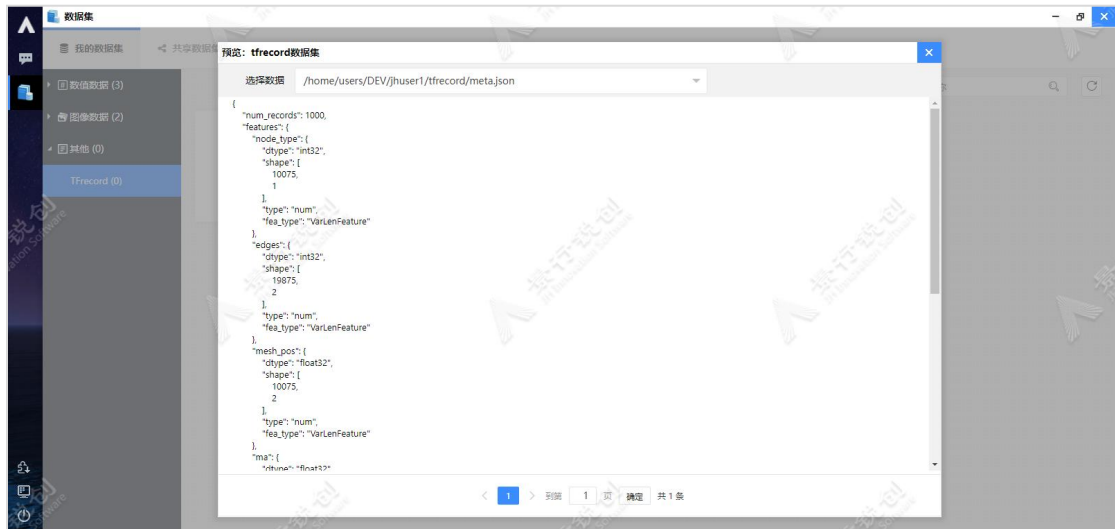 数据集
我的数据集
共享数据集
数值数据 (3)
图像数据 (2)
其他 (0)
TFrecord (0)
预览：tfrecord数据集
选择数据 /home/users/DEV/jhuser1/tfrecord/meta.json
{
"num_records": 1000,
"features": {
"node_type": {
"dtype": "int32",
"shape": [
10075,
1
],
"type": "num",
"fea_type": "VarLenFeature"
},
"edges": {
"dtype": "int32",
"shape": [
19875,
2
],
"type": "num",
"fea_type": "VarLenFeature"
},
"mesh_pos": {
"dtype": "float32",
"shape": [
10075,
2
],
"type": "num",
"fea_type": "VarLenFeature"
},
"ma": {
"dtype": "float32"
1
到第 1 页 确定 共 1 条